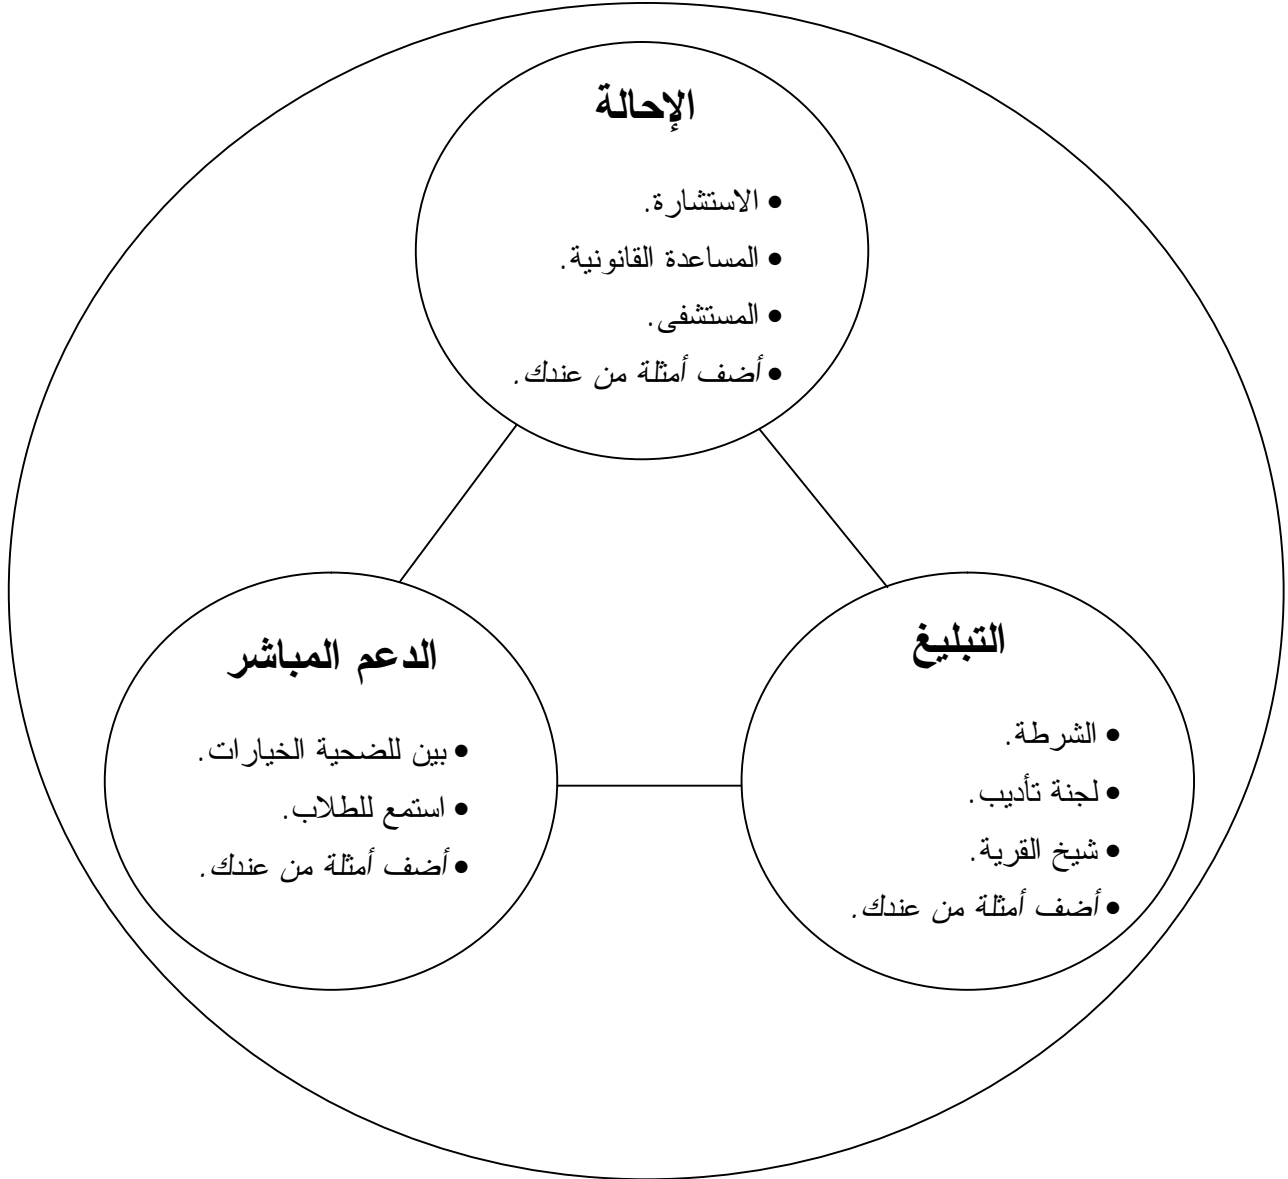 الإحالة
• الاستشارة.
• المساعدة القانونية.
• المستشفى.
• أضف أمثلة من عندك.
التبليغ
• الشرطة.
• لجنة تأديب.
• شيخ القرية.
• أضف أمثلة من عندك.
الدعم المباشر
• بين للضحية الخيارات.
• استمع للطلاب.
• أضف أمثلة من عندك.